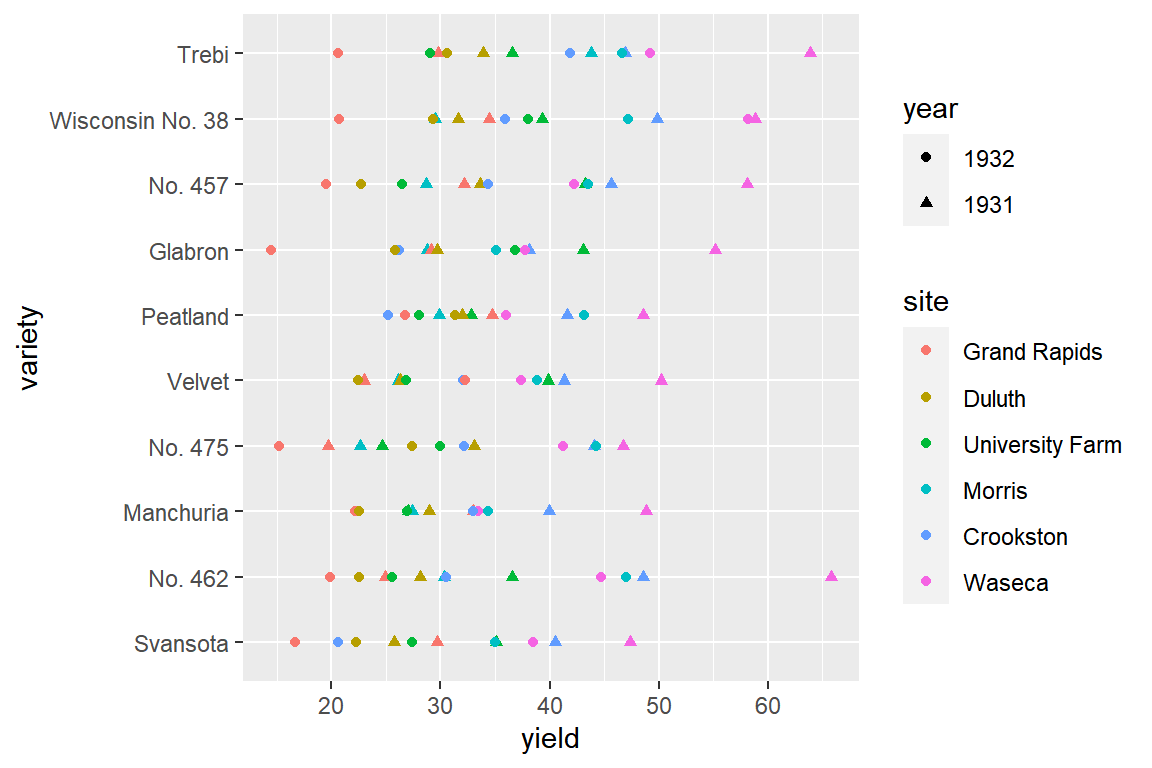 Trebi
Wisconsin No. 38
No. 457
Glabron
Peatland
Velvet
No. 475
Manchuria
No. 462
Svansota
variety
20 30 40 50 60
yield
year
1932
1931
site
Grand Rapids
Duluth
University Farm
Morris
Crookston
Waseca